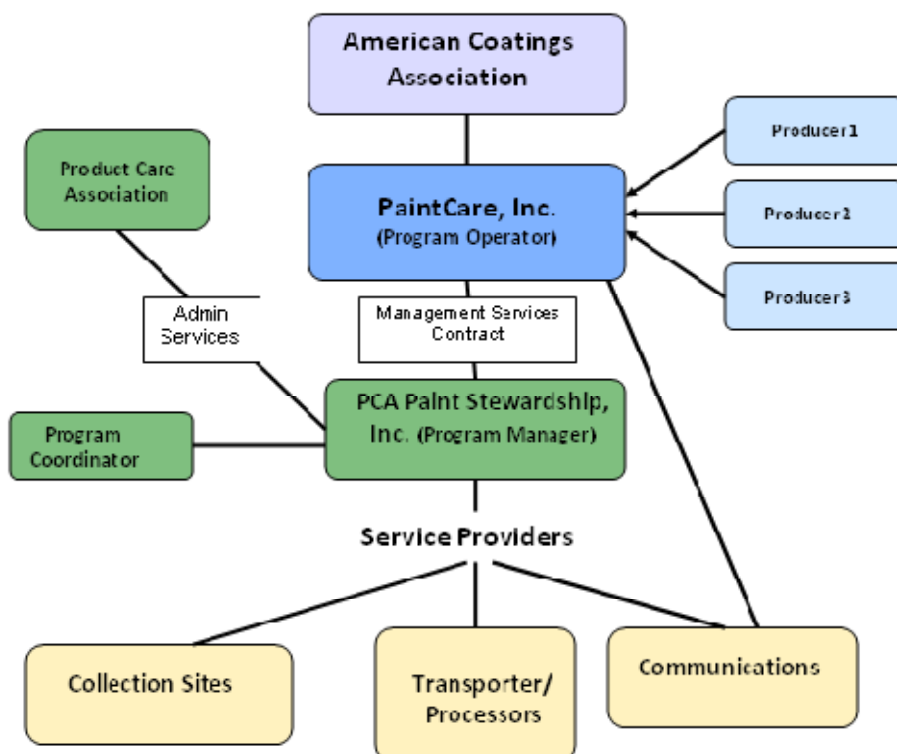 American Coatings
Association
Producer 1
Product Care
Association
PaintCare, Inc.
(Program Operator)
Producer 2
Producer 3
Admin
Services
Management Services
Contract
PCA Paint Stewardship,
Inc. (Program Manager)
Program
Coordinator
Service Providers
Collection Sites
Transporter/
Processors
Communications